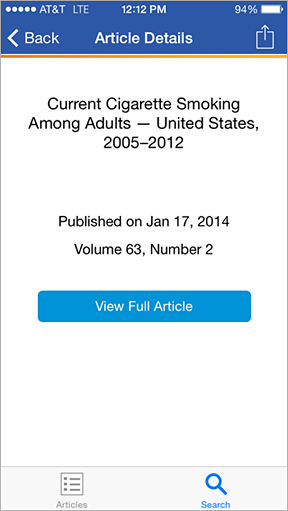 AT&T LTE 12:12 PM 94%
Back Article Details
Current Cigarette Smoking
Among Adults — United States,
2005–2012
Published on Jan 17, 2014
Volume 63, Number 2
View Full Article
Articles Search